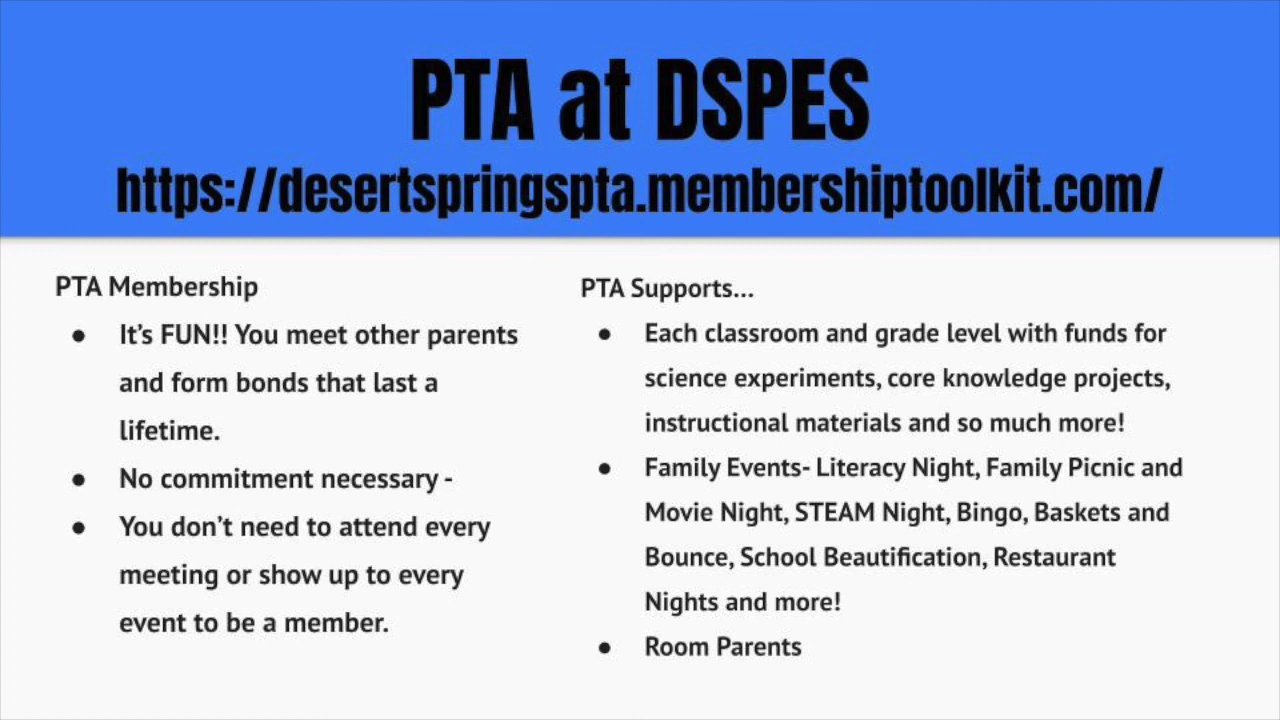 PTA at DSPES
https://desertspringspta.membershiptoolkit.com/
PTA Membership
● It's FUN!! You meet other parents
and form bonds that last a
lifetime.
● No commitment necessary -
● You don't need to attend every
meeting or show up to every
event to be a member.
PTA Supports...
● Each classroom and grade level with funds for
science experiments, core knowledge projects,
instructional materials and so much more!
● Family Events- Literacy Night, Family Picnic and
Movie Night, STEAM Night, Bingo, Baskets and
Bounce, School Beautification, Restaurant
Nights and more!
● Room Parents